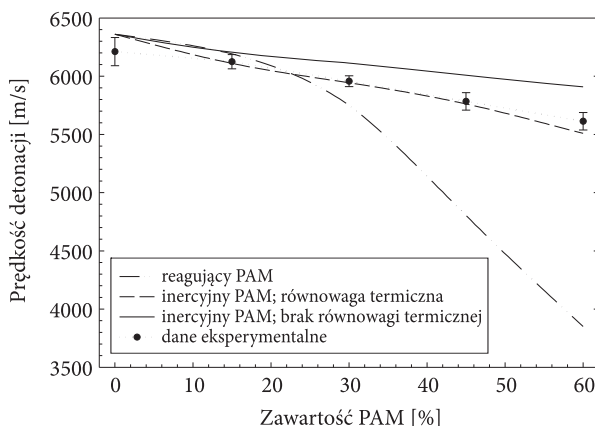 6500
6000
5500
5000
4500
4000
3500
Prędkość detonacji [m/s]
reagujący PAM
inercyjny PAM; równowaga termiczna
inercyjny PAM; brak równowagi termicznej
dane eksperymentalne
0 10 20 30 40 50 60
Zawartość PAM [%]